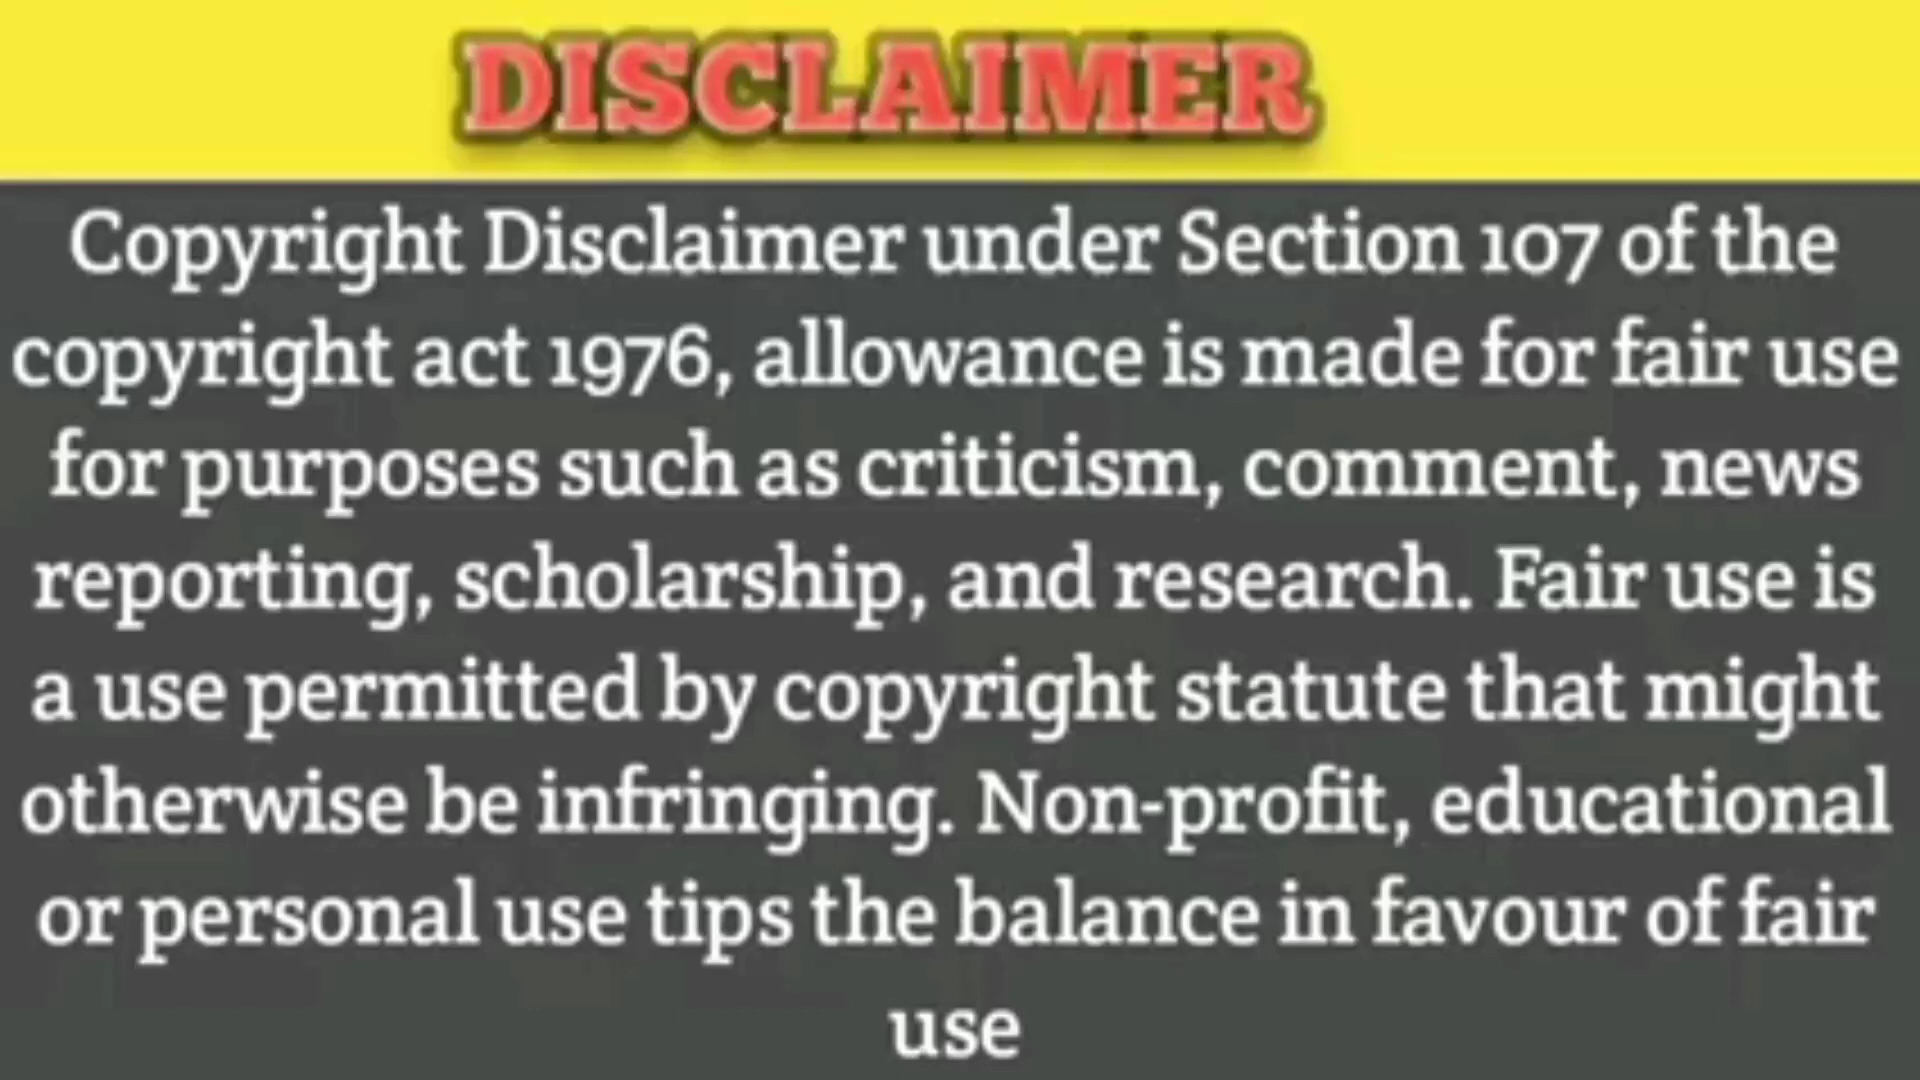 DISCLAIMER
Copyright Disclaimer under Section 107 of the
copyright act 1976, allowance is made for fair use
for purposes such as criticism, comment, news
reporting, scholarship, and research. Fair use is
a use permitted by copyright statute that might
otherwise be infringing. Non-profit, educational
or personal use tips the balance in favour of fair
use